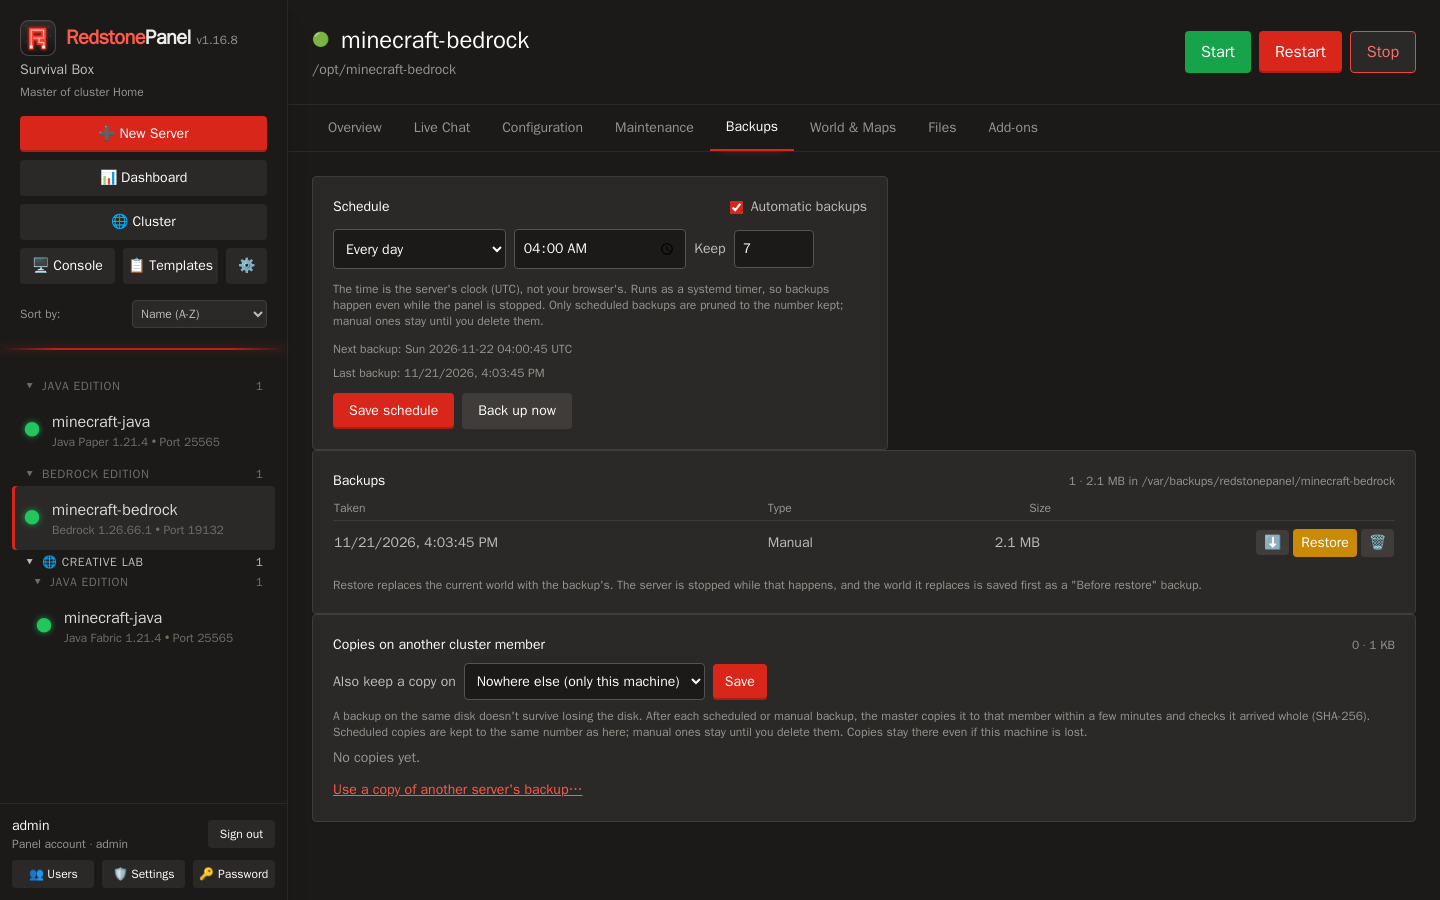 RedstonePanel v1.16.8
Survival Box
Master of cluster Home
➕ New Server
📊 Dashboard
🌐 Cluster
🖥️ Console
📋 Templates
⚙️
Sort by:
Name (A-Z)
▼ JAVA EDITION 1
minecraft-java
Java Paper 1.21.4 • Port 25565
▼ BEDROCK EDITION 1
minecraft-bedrock
Bedrock 1.26.66.1 • Port 19132
▼ 🌐 CREATIVE LAB 1
▼ JAVA EDITION 1
minecraft-java
Java Fabric 1.21.4 • Port 25565
admin
Panel account · admin
Sign out
👥 Users
🛡️ Settings
🔑 Password
minecraft-bedrock
/opt/minecraft-bedrock
Start
Restart
Stop
Overview
Live Chat
Configuration
Maintenance
Backups
World & Maps
Files
Add-ons
Schedule
Automatic backups
Every day
04:00 AM
Keep
7
The time is the server's clock (UTC), not your browser's. Runs as a systemd timer, so backups
happen even while the panel is stopped. Only scheduled backups are pruned to the number kept;
manual ones stay until you delete them.
Next backup: Sun 2026-11-22 04:00:45 UTC
Last backup: 11/21/2026, 4:03:45 PM
Save schedule
Back up now
Backups
1 · 2.1 MB in /var/backups/redstonepanel/minecraft-bedrock
Taken Type Size
11/21/2026, 4:03:45 PM Manual 2.1 MB ⬇️ Restore 🗑️
Restore replaces the current world with the backup's. The server is stopped while that happens, and the world it replaces is saved first as a "Before restore" backup.
Copies on another cluster member
0 · 1 KB
Also keep a copy on
Nowhere else (only this machine)
Save
A backup on the same disk doesn't survive losing the disk. After each scheduled or manual backup, the master copies it to that member within a few minutes and checks it arrived whole (SHA-256).
Scheduled copies are kept to the same number as here; manual ones stay until you delete them. Copies stay there even if this machine is lost.
No copies yet.
Use a copy of another server's backup…